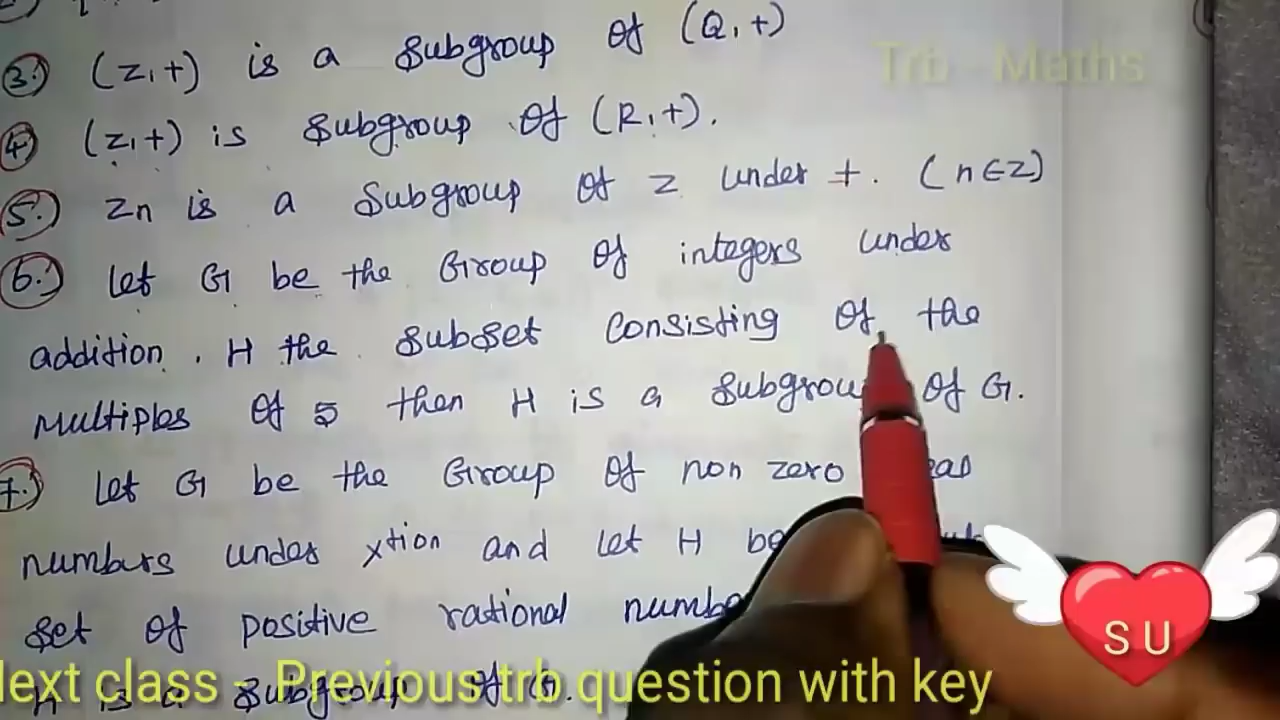 3.) (Z,+) is a subgroup of (Q,+)
4.) (Z,+) is subgroup of (R,+).
5.) Zn is a subgroup of Z under +. (n∈Z)
6.) Let G be the Group of integers under
addition. H the subset consisting of the
multiples of 5 then H is a subgroup of G.
7.) Let G be the Group of non zero
numbers under xtion and let H be
set of positive rational
H is a subgroup of G.
Trb - Maths
S U
Next class - Previous trb question with key